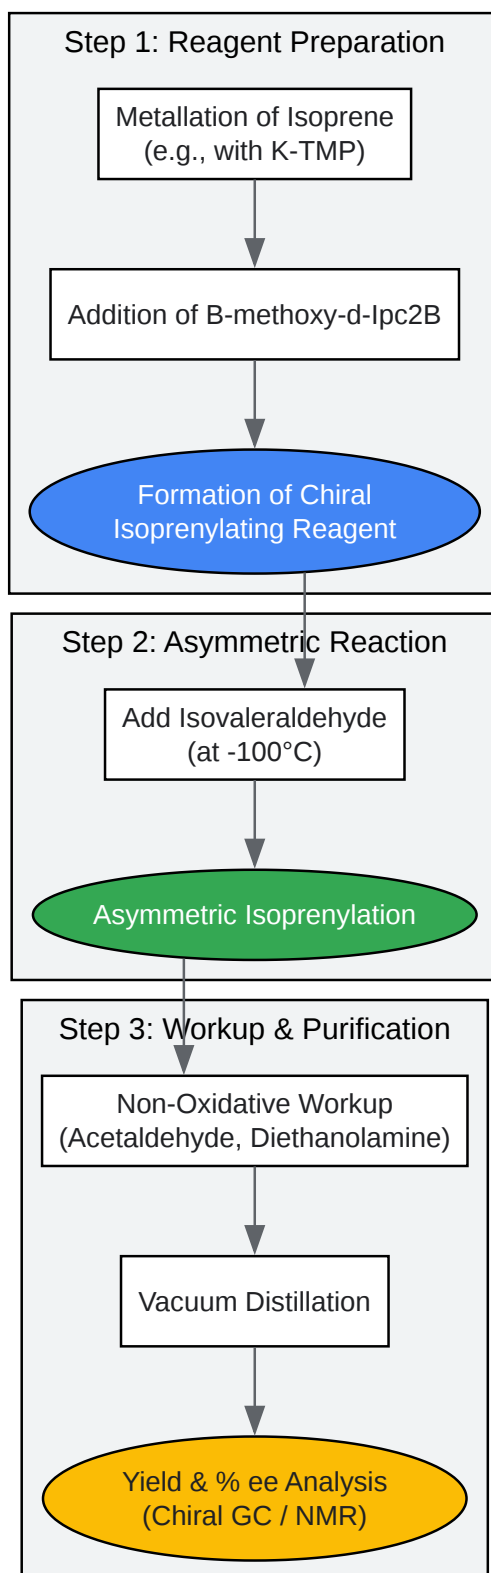 Step 1: Reagent Preparation
Metallation of Isoprene
(e.g., with K-TMP)
Addition of B-methoxy-d-Ipc2B
Formation of Chiral
Isoprenylating Reagent
Step 2: Asymmetric Reaction
Add Isovaleraldehyde
(at -100°C)
Asymmetric Isoprenylation
Step 3: Workup & Purification
Non-Oxidative Workup
(Acetaldehyde, Diethanolamine)
Vacuum Distillation
Yield & % ee Analysis
(Chiral GC / NMR)